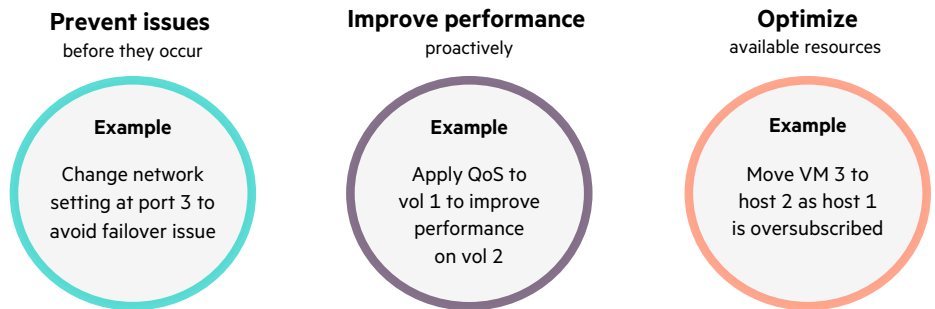 Prevent issues
before they occur
Example
Change network
setting at port 3 to
avoid failover issue
Improve performance
proactively
Example
Apply QoS to
vol 1 to improve
performance
on vol 2
Optimize
available resources
Example
Move VM 3 to
host 2 as host 1
is oversubscribed